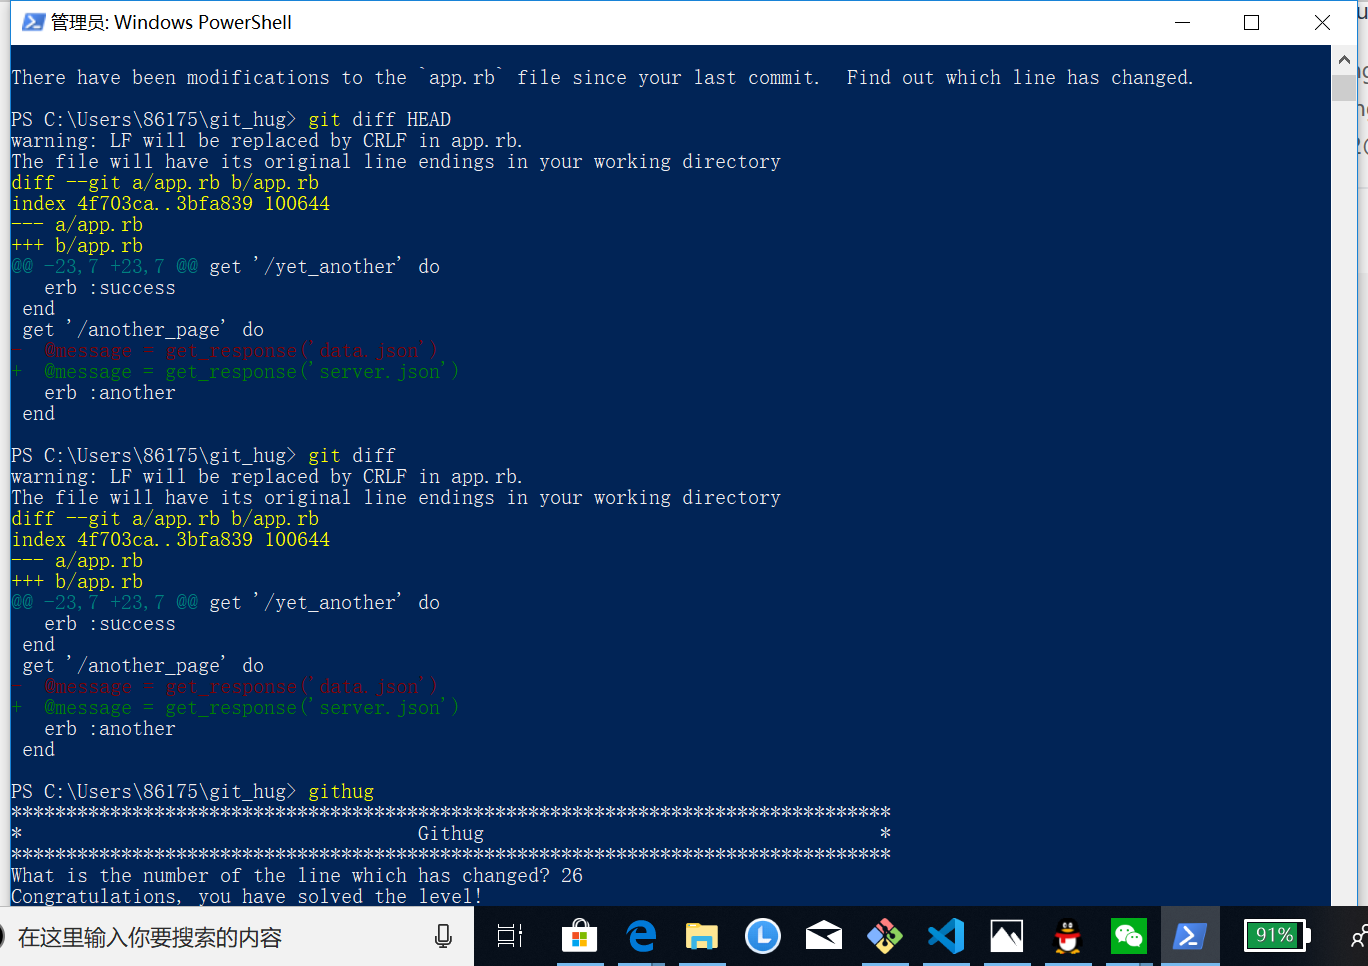 管理员: Windows PowerShell
There have been modifications to the `app.rb` file since your last commit.  Find out which line has changed.
PS C:\Users\86175\git_hug> git diff HEAD
warning: LF will be replaced by CRLF in app.rb.
The file will have its original line endings in your working directory
diff --git a/app.rb b/app.rb
index 4f703ca..3bfa839 100644
--- a/app.rb
+++ b/app.rb
@@ -23,7 +23,7 @@ get '/yet_another' do
   erb :success
 end
 get '/another_page' do
-  @message = get_response('data.json')
+  @message = get_response('server.json')
   erb :another
 end
PS C:\Users\86175\git_hug> git diff
warning: LF will be replaced by CRLF in app.rb.
The file will have its original line endings in your working directory
diff --git a/app.rb b/app.rb
index 4f703ca..3bfa839 100644
--- a/app.rb
+++ b/app.rb
@@ -23,7 +23,7 @@ get '/yet_another' do
   erb :success
 end
 get '/another_page' do
-  @message = get_response('data.json')
+  @message = get_response('server.json')
   erb :another
 end
PS C:\Users\86175\git_hug> githug
********************************************************************************
*                                    Githug                                    *
********************************************************************************
What is the number of the line which has changed? 26
Congratulations, you have solved the level!
在这里输入你要搜索的内容
91%